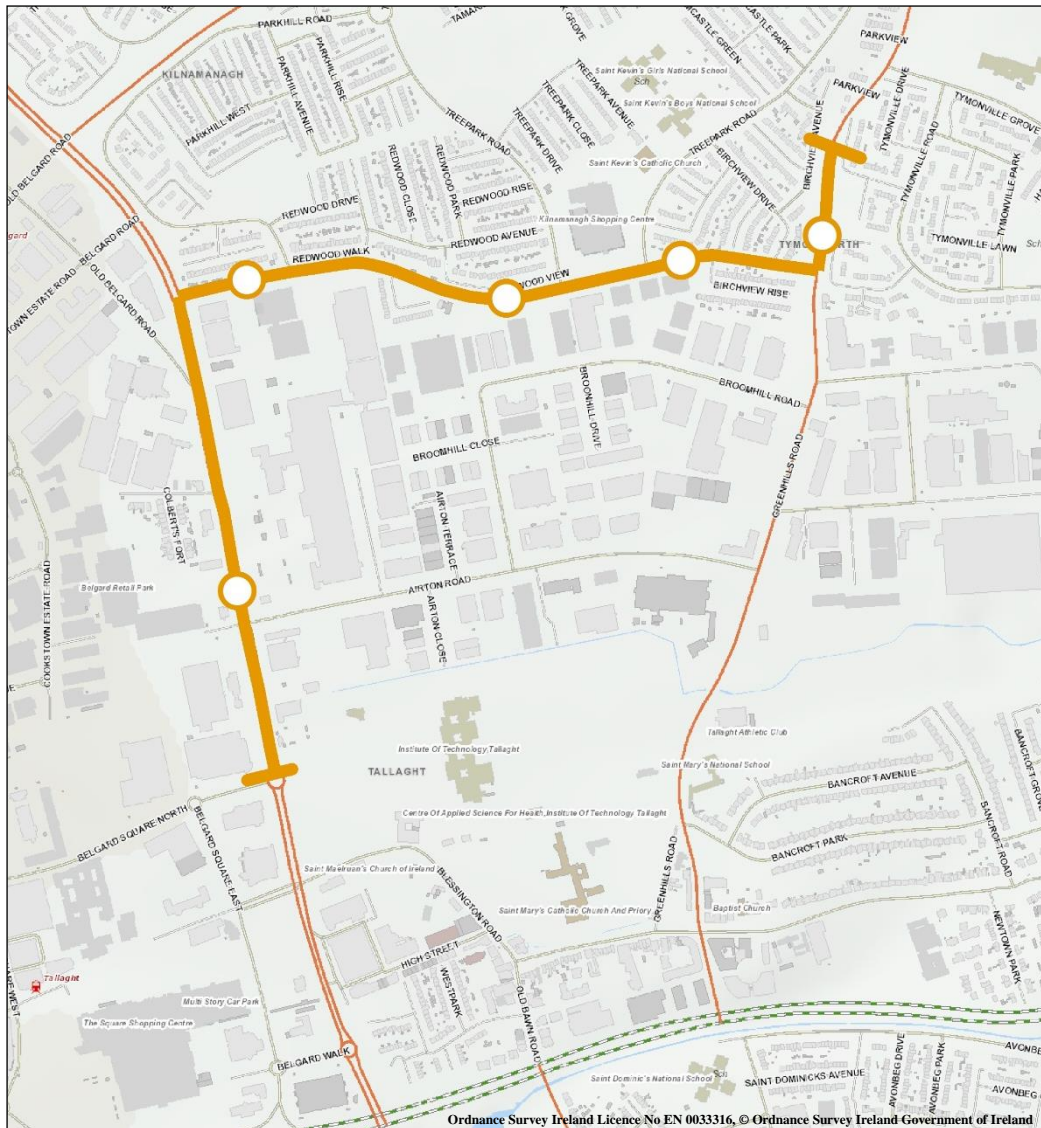 PARKHILL ROAD
PARKVIEW
PARKVIEW
TYMONVILLE DRIVE
TYMONVILLE GROVE
TYMONVILLE ROAD
TYMONVILLE PARK
TYMONVILLE LAWN
KILNAMANAGH
PARKHILL RISE
PARKHILL AVENUE
PARKHILL WEST
Saint Kevin's Girls National School
Sch
Saint Kevin's Boys National School
TREEPARK AVENUE
TREEPARK CLOSE
TREEPARK DRIVE
TREEPARK ROAD
TREEPARK ROAD
Saint Kevin's Catholic Church
BIRCHVIEW DRIVE
OLD BELGARD ROAD
BELGARD ROAD
OLD BELGARD ROAD
REDWOOD CLOSE
REDWOOD PARK
REDWOOD RISE
REDWOOD DRIVE
REDWOOD AVENUE
REDWOOD WALK
Kilnamanagh Shopping Centre
BIRCHVIEW RISE
BROOMHILL ROAD
BROOMHILL CLOSE
GREENHILLS ROAD
COLBERT'S FORT
AIRTON TERRACE
AIRTON ROAD
AIRTON CLOSE
Belgard Retail Park
COOKSTOWN ESTATE ROAD
Institute Of Technology,Tallaght
TALLAGHT
Tallaght Athletic Club
Saint Mary's National School
BANCROFT AVENUE
BANCROFT PARK
BANCROFT ROAD
Centre Of Applied Science For Health,Institute Of Technology Tallaght
BELGARD SQUARE NORTH
BELGARD SQUARE EAST
Saint Maelruan's Church of Ireland
BLESSINGTON ROAD
Saint Mary's Catholic Church And Priory
GREENHILLS ROAD
Baptist Church
NEWTOWN PARK
HIGH STREET
WESTPARK
OLD BAWN ROAD
Tallaght
Multi Story Car Park
The Square Shopping Centre
BELGARD WALK
Saint Dominic's National School
Sch
SAINT DOMINICKS AVENUE
AVONBEG DRIVE
AVONBEG PARK
Ordnance Survey Ireland Licence No EN 0033316, © Ordnance Survey Ireland Government of Ireland